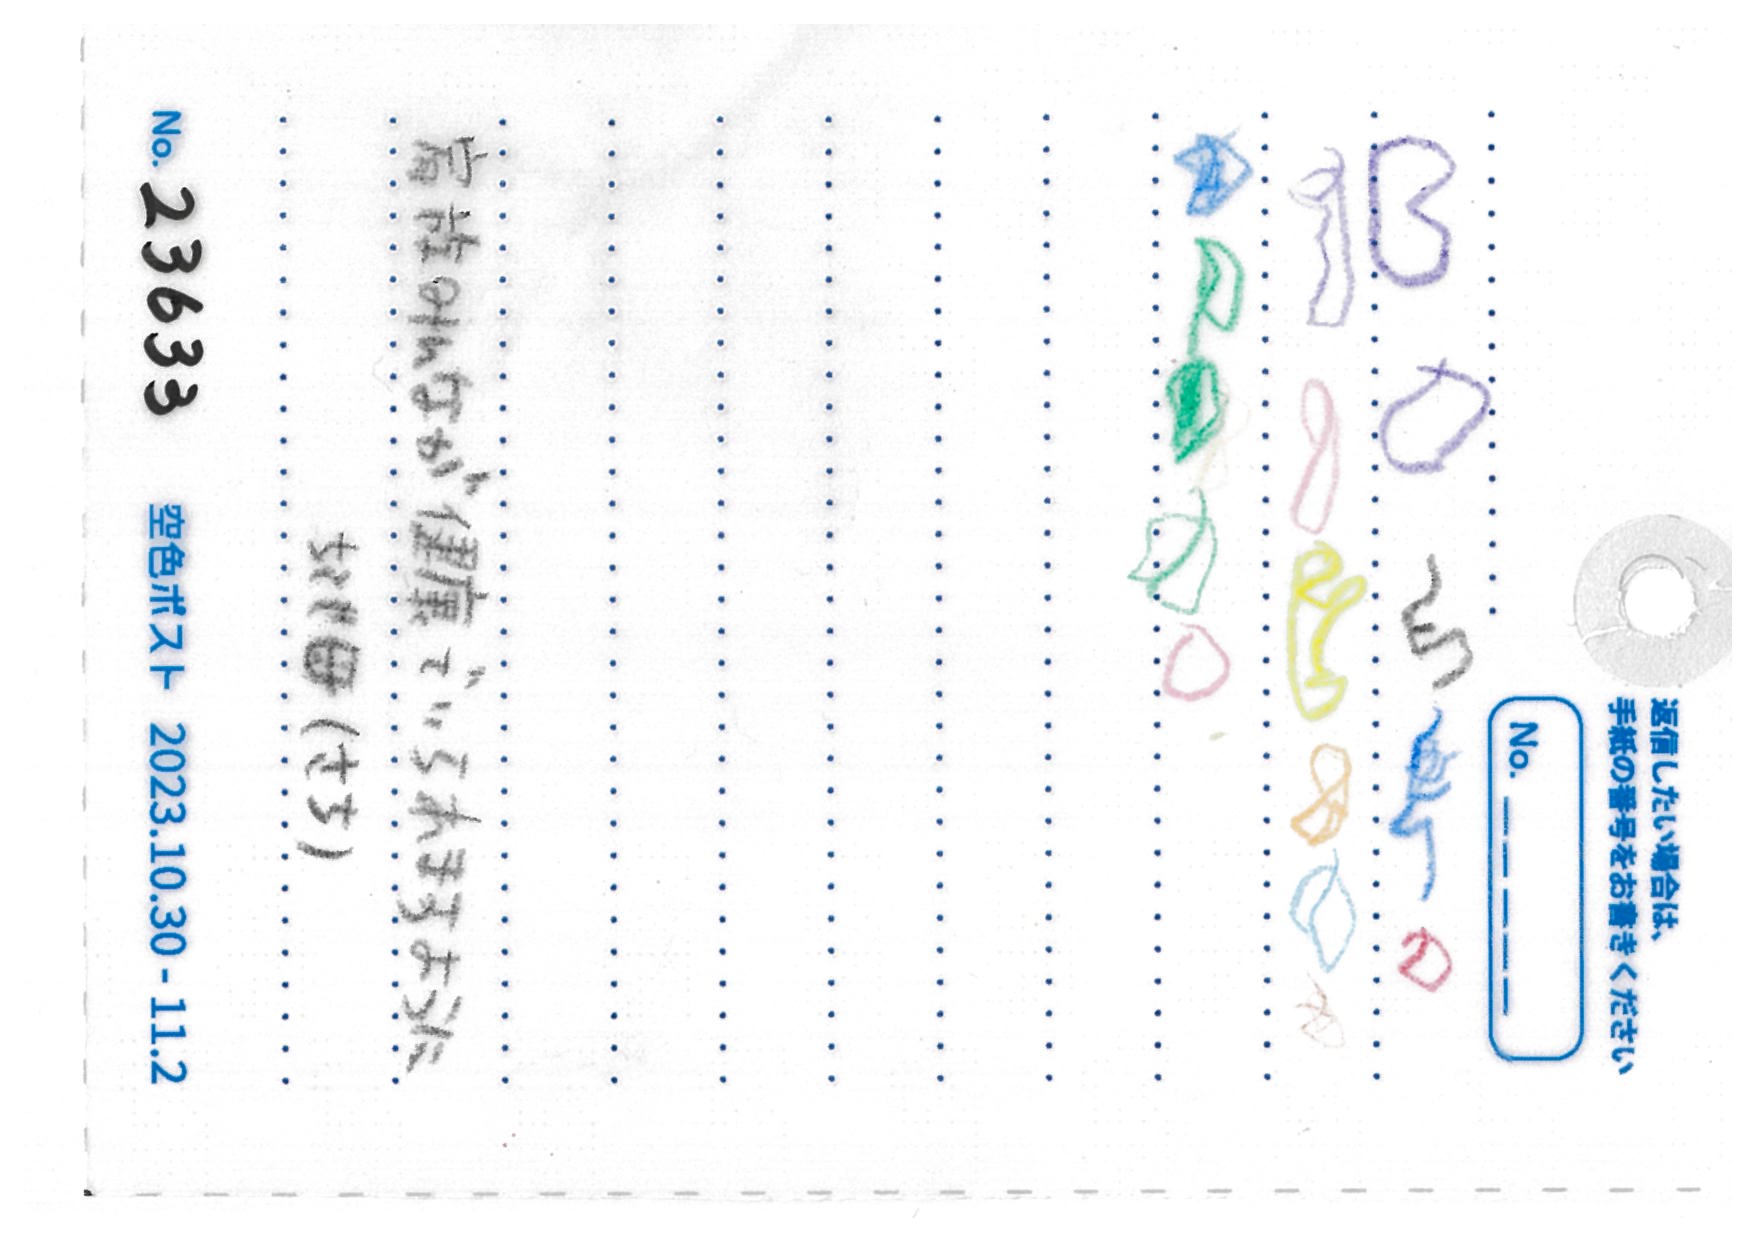 返信したい場合は、
手紙の番号をお書きください
No. _ _ _ _ _
家族みんなが健康でいられますように
母(さち)
No. 23633 空色ポスト 2023.10.30 - 11.2